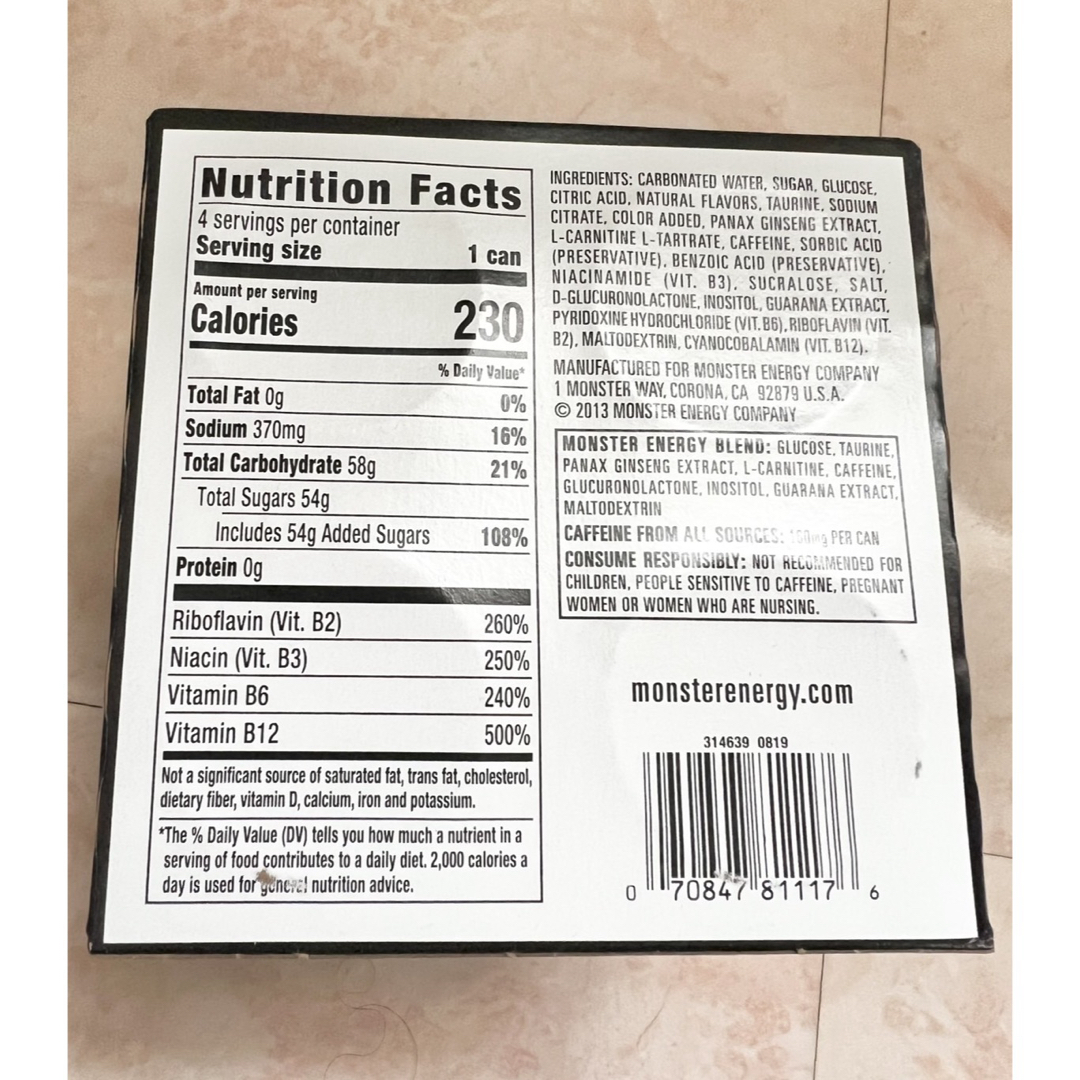 Nutrition Facts
4 servings per container
Serving size 1 can
Amount per serving
Calories 230
% Daily Value*
Total Fat 0g 0%
Sodium 370mg 16%
Total Carbohydrate 58g 21%
Total Sugars 54g
Includes 54g Added Sugars 108%
Protein 0g
Riboflavin (Vit. B2) 260%
Niacin (Vit. B3) 250%
Vitamin B6 240%
Vitamin B12 500%
Not a significant source of saturated fat, trans fat, cholesterol,
dietary fiber, vitamin D, calcium, iron and potassium.
*The % Daily Value (DV) tells you how much a nutrient in a
serving of food contributes to a daily diet. 2,000 calories a
day is used for general nutrition advice.
INGREDIENTS: CARBONATED WATER, SUGAR, GLUCOSE,
CITRIC ACID, NATURAL FLAVORS, TAURINE, SODIUM
CITRATE, COLOR ADDED, PANAX GINSENG EXTRACT,
L-CARNITINE L-TARTRATE, CAFFEINE, SORBIC ACID
(PRESERVATIVE), BENZOIC ACID (PRESERVATIVE),
NIACINAMIDE (VIT. B3), SUCRALOSE, SALT,
D-GLUCURONOLACTONE, INOSITOL, GUARANA EXTRACT,
PYRIDOXINE HYDROCHLORIDE (VIT. B6), RIBOFLAVIN (VIT.
B2), MALTODEXTRIN, CYANOCOBALAMIN (VIT. B12).
MANUFACTURED FOR MONSTER ENERGY COMPANY
1 MONSTER WAY, CORONA, CA 92879 U.S.A.
© 2013 MONSTER ENERGY COMPANY
MONSTER ENERGY BLEND: GLUCOSE, TAURINE,
PANAX GINSENG EXTRACT, L-CARNITINE, CAFFEINE,
GLUCURONOLACTONE, INOSITOL, GUARANA EXTRACT,
MALTODEXTRIN
CAFFEINE FROM ALL SOURCES: PER CAN
CONSUME RESPONSIBLY: NOT RECOMMENDED FOR
CHILDREN, PEOPLE SENSITIVE TO CAFFEINE, PREGNANT
WOMEN OR WOMEN WHO ARE NURSING.
monsterenergy.com
314639 0819
0 70847 81117 6